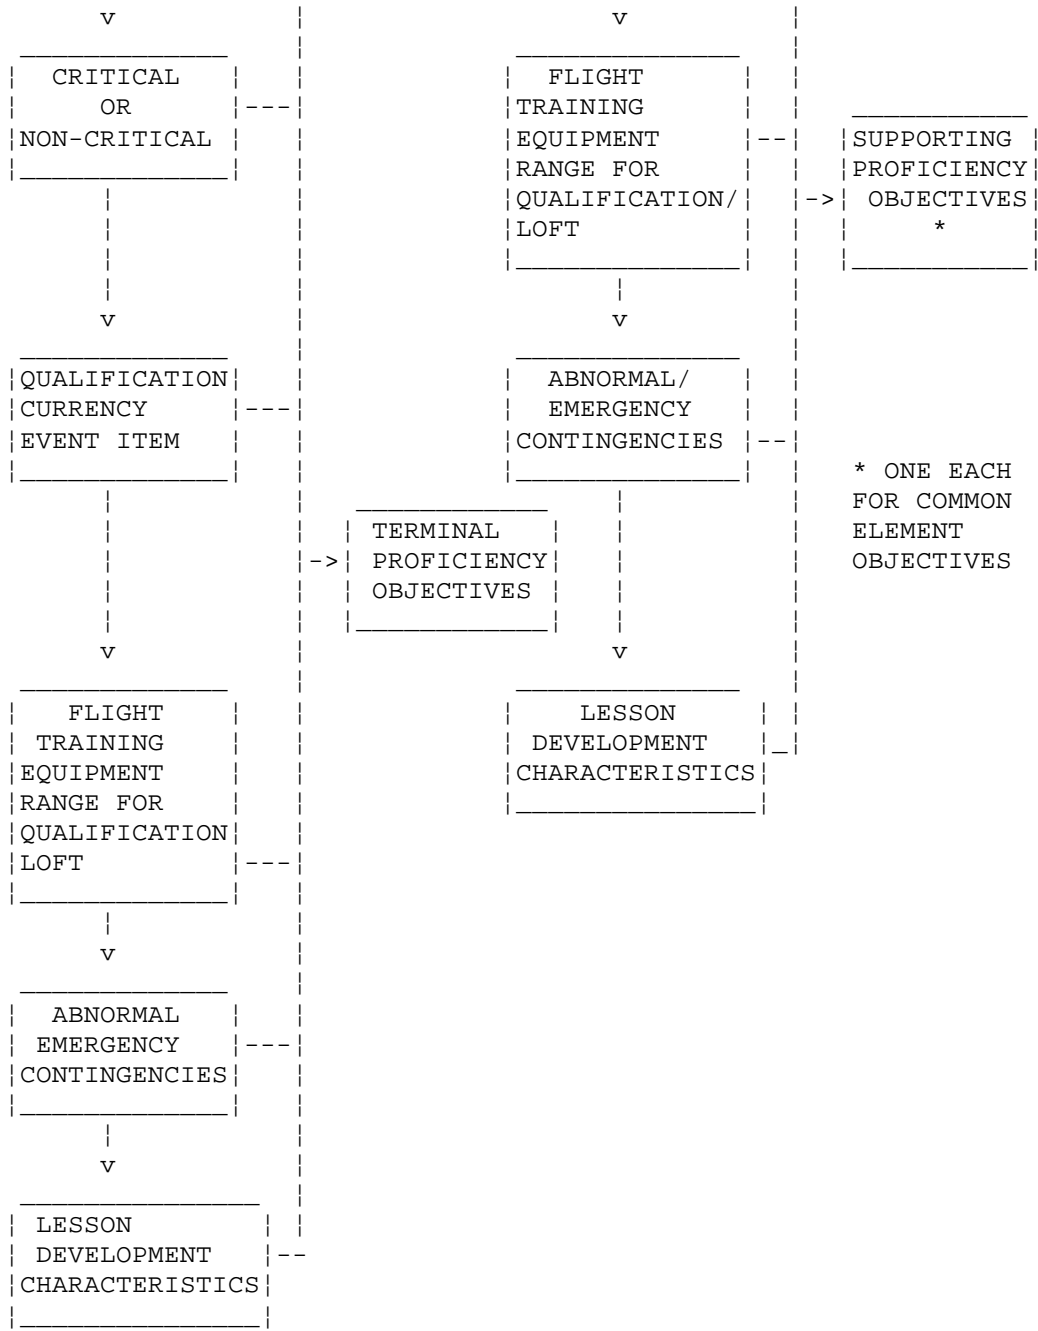 v
v
CRITICAL
OR
NON-CRITICAL
FLIGHT
TRAINING
EQUIPMENT
RANGE FOR
QUALIFICATION/
LOFT
SUPPORTING
PROFICIENCY
OBJECTIVES
*
v
v
QUALIFICATION
CURRENCY
EVENT ITEM
ABNORMAL/
EMERGENCY
CONTINGENCIES
* ONE EACH
FOR COMMON
ELEMENT
OBJECTIVES
TERMINAL
PROFICIENCY
OBJECTIVES
v
v
FLIGHT
TRAINING
EQUIPMENT
RANGE FOR
QUALIFICATION
LOFT
LESSON
DEVELOPMENT
CHARACTERISTICS
v
ABNORMAL
EMERGENCY
CONTINGENCIES
v
LESSON
DEVELOPMENT
CHARACTERISTICS